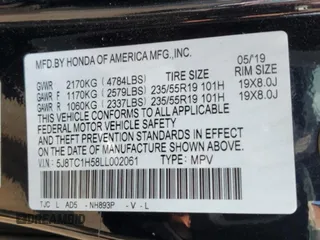 MFD.BY HONDA OF AMERICA MFG.,INC.
05/19
GVWR 2170KG (4784LBS) TIRE SIZE RIM SIZE
GAWR F 1170KG (2579LBS) 235/55R19 101H 19X8.0J
GAWR R 1060KG (2337LBS) 235/55R19 101H 19X8.0J
THIS VEHICLE CONFORMS TO ALL APPLICABLE
FEDERAL MOTOR VEHICLE SAFETY, BUMPER,
AND THEFT PREVENTION STANDARDS IN EFFECT ON
THE DATE OF MANUFACTURE SHOWN ABOVE.
V.I.N: 5J8TC1H58LL002061 TYPE: MPV
TJC L AD5 - NH893P - V - L